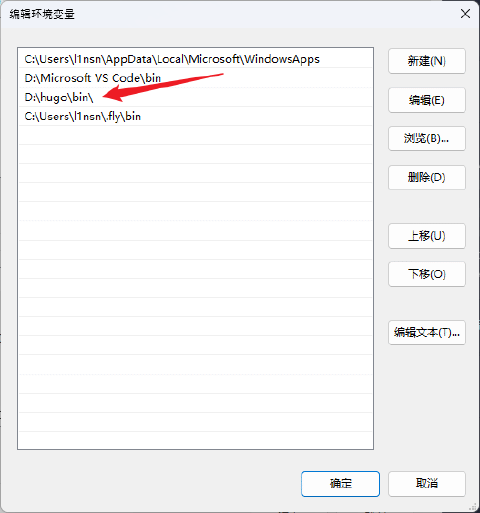 编辑环境变量
C:\Users\l1nsn\AppData\Local\Microsoft\WindowsApps
D:\Microsoft VS Code\bin
D:\hugo\bin\
C:\Users\l1nsn\.fly\bin
新建(N)
编辑(E)
浏览(B)...
删除(D)
上移(U)
下移(O)
编辑文本(T)...
确定
取消